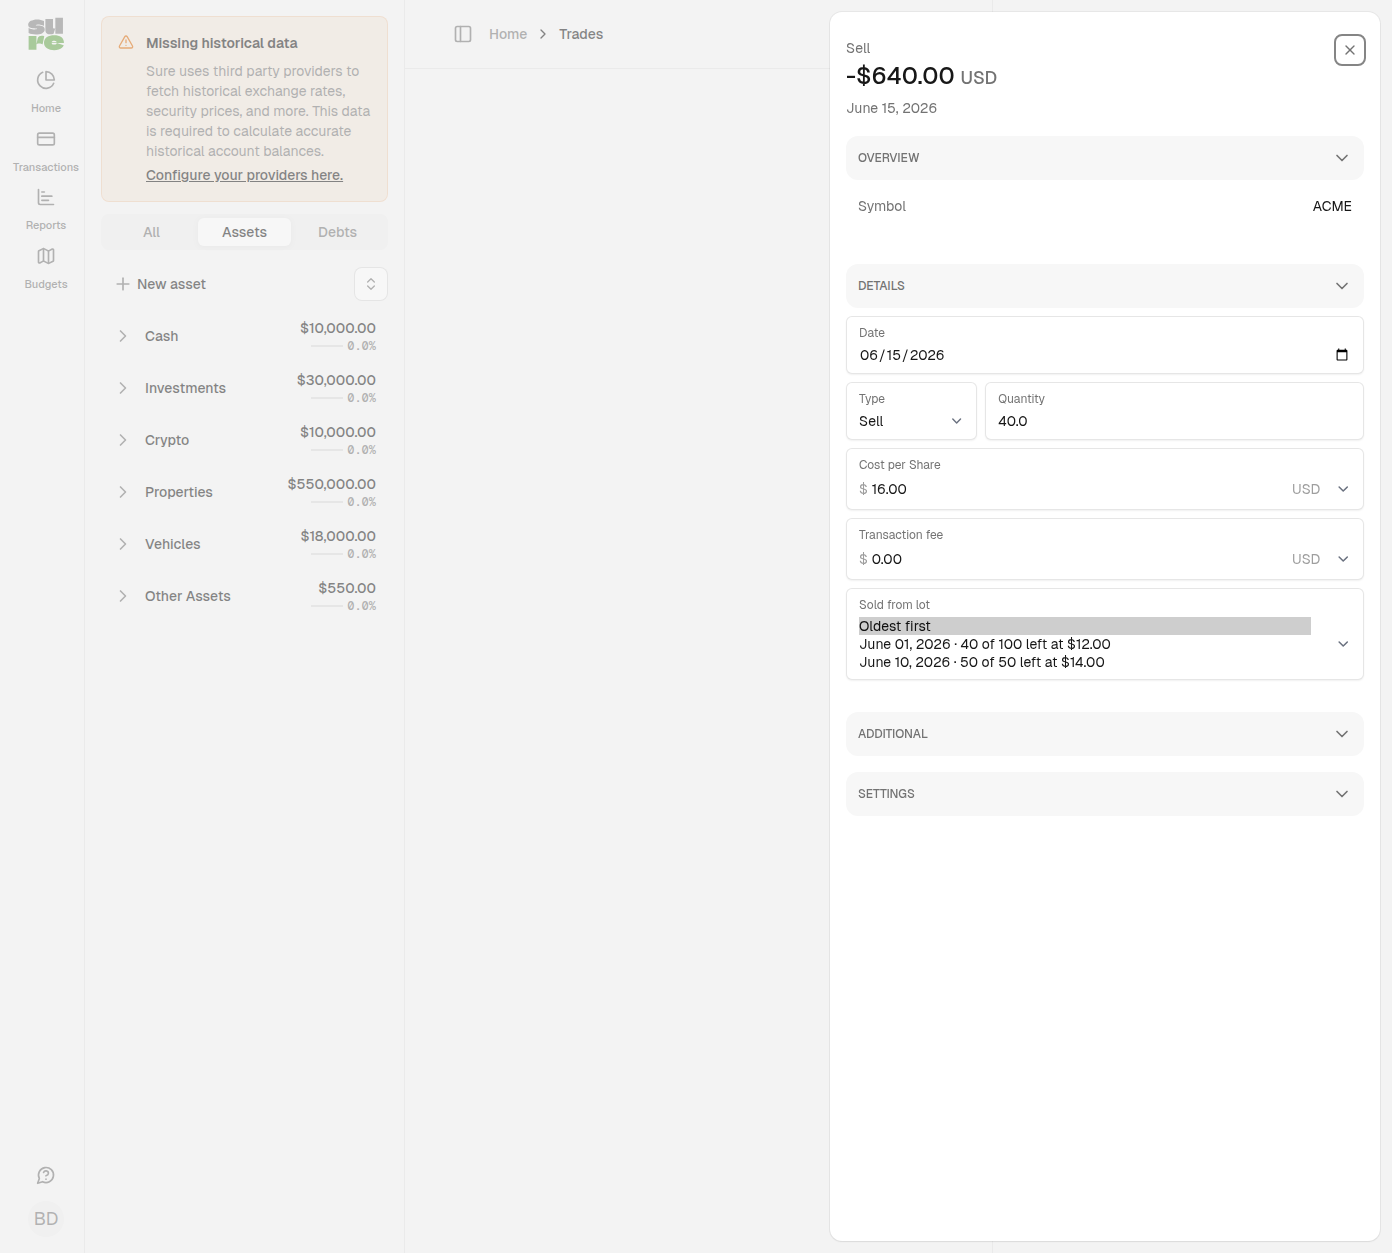 sure
Home
Transactions
Reports
Budgets
BD
Missing historical data
Sure uses third party providers to
fetch historical exchange rates,
security prices, and more. This data
is required to calculate accurate
historical account balances.
Configure your providers here.
All
Assets
Debts
New asset
Cash
$10,000.00
0.0%
Investments
$30,000.00
0.0%
Crypto
$10,000.00
0.0%
Properties
$550,000.00
0.0%
Vehicles
$18,000.00
0.0%
Other Assets
$550.00
0.0%
Home
Trades
Sell
-$640.00 USD
June 15, 2026
OVERVIEW
Symbol
ACME
DETAILS
Date
06/15/2026
Type
Sell
Quantity
40.0
Cost per Share
$ 16.00
USD
Transaction fee
$ 0.00
USD
Sold from lot
Oldest first
June 01, 2026 · 40 of 100 left at $12.00
June 10, 2026 · 50 of 50 left at $14.00
ADDITIONAL
SETTINGS